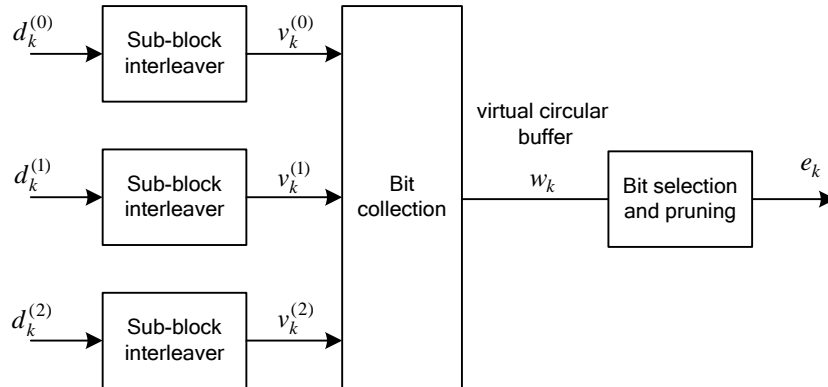 d_k^{(0)}
Sub-block
interleaver
v_k^{(0)}
virtual circular
buffer
d_k^{(1)}
Sub-block
interleaver
v_k^{(1)}
Bit
collection
w_k
Bit selection
and pruning
e_k
d_k^{(2)}
Sub-block
interleaver
v_k^{(2)}